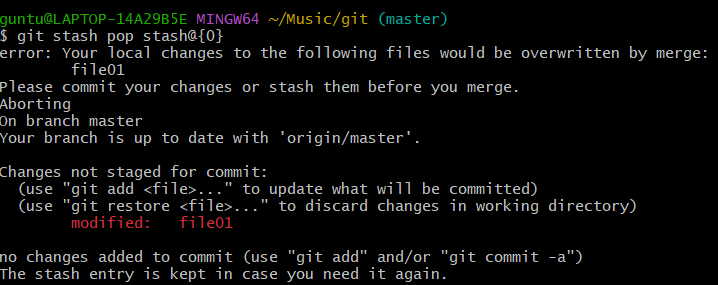 guntu@LAPTOP-14A29B5E MINGW64 ~/Music/git (master)
$ git stash pop stash@{0}
error: Your local changes to the following files would be overwritten by merge:
        file01
Please commit your changes or stash them before you merge.
Aborting
On branch master
Your branch is up to date with 'origin/master'.

Changes not staged for commit:
  (use "git add <file>..." to update what will be committed)
  (use "git restore <file>..." to discard changes in working directory)
        modified:   file01

no changes added to commit (use "git add" and/or "git commit -a")
The stash entry is kept in case you need it again.